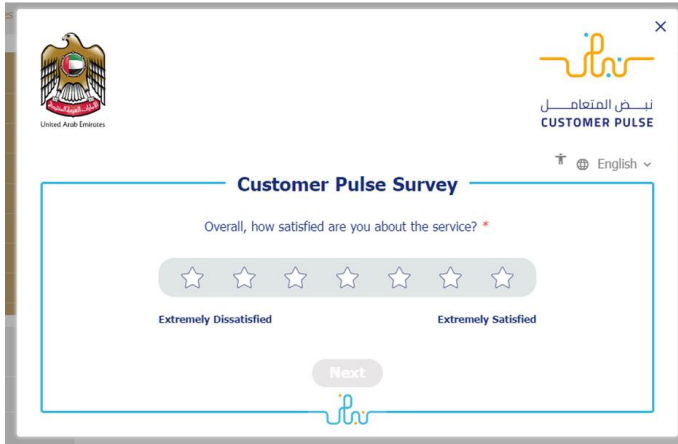 es
×
نبض المتعامل
CUSTOMER PULSE
United Arab Emirates
English
Customer Pulse Survey
Overall, how satisfied are you about the service? *
Extremely Dissatisfied
Extremely Satisfied
Next